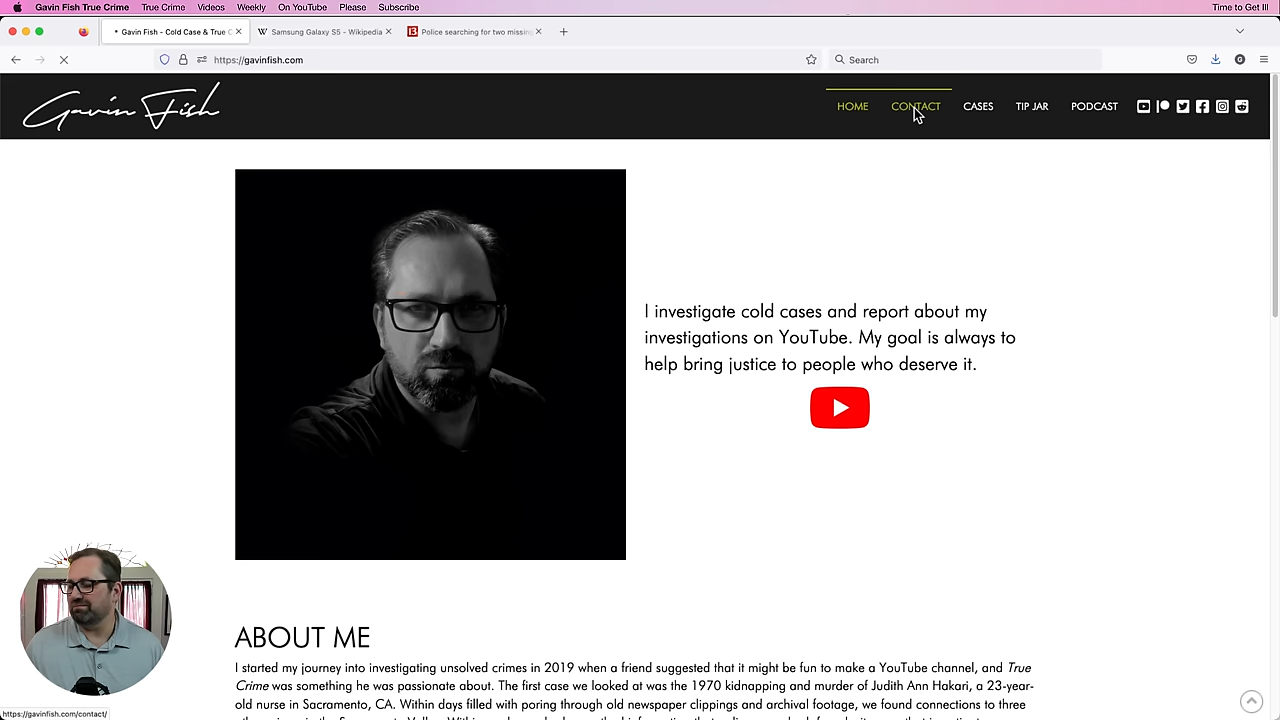 Gavin Fish True Crime True Crime Videos Weekly On YouTube Please Subscribe Time to Get Ill
Gavin Fish - Cold Case & True C Samsung Galaxy S5 - Wikipedia Police searching for two missing
https://gavinfish.com Search
Gavin Fish HOME CONTACT CASES TIP JAR PODCAST
I investigate cold cases and report about my
investigations on YouTube. My goal is always to
help bring justice to people who deserve it.
ABOUT ME
I started my journey into investigating unsolved crimes in 2019 when a friend suggested that it might be fun to make a YouTube channel, and True
Crime was something he was passionate about. The first case we looked at was the 1970 kidnapping and murder of Judith Ann Hakari, a 23-year-
old nurse in Sacramento, CA. Within days filled with poring through old newspaper clippings and archival footage, we found connections to three
https://gavinfish.com/contact/